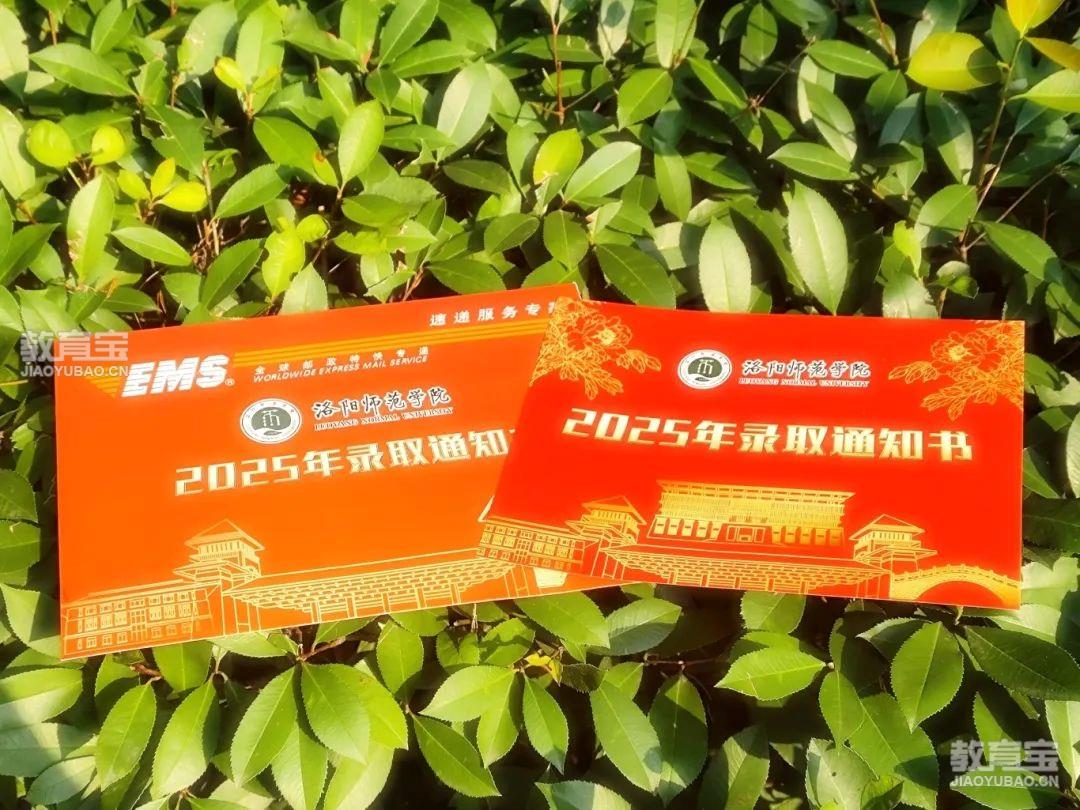 教育宝
JIAOYUBAO.CN
速递服务专
EMS®
全球邮政特快专递
WORLDWIDE EXPRESS MAIL SERVICE
洛阳师范学院
LUOYANG NORMAL UNIVERSITY
2025年录取通知
洛阳师范学院
LUOYANG NORMAL UNIVERSITY
2025年录取通知书
教育宝
JIAOYUBAO.CN